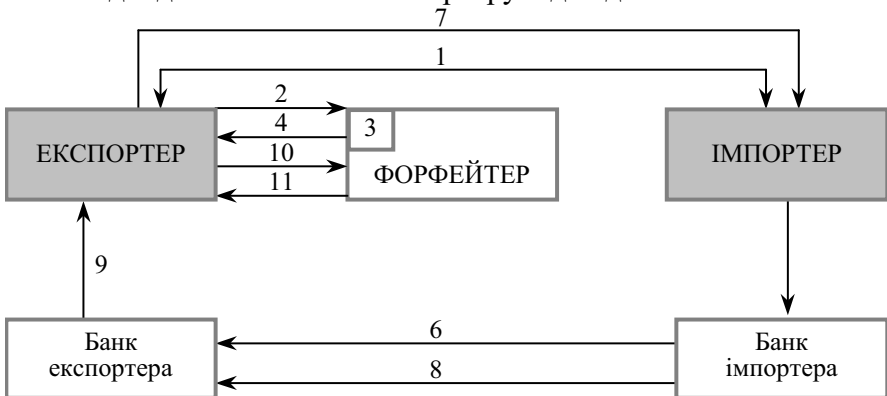 7
1
2
4
3
10
11
ЕКСПОРТЕР
ФОРФЕЙТЕР
ІМПОРТЕР
9
6
8
Банк
експортера
Банк
імпортера